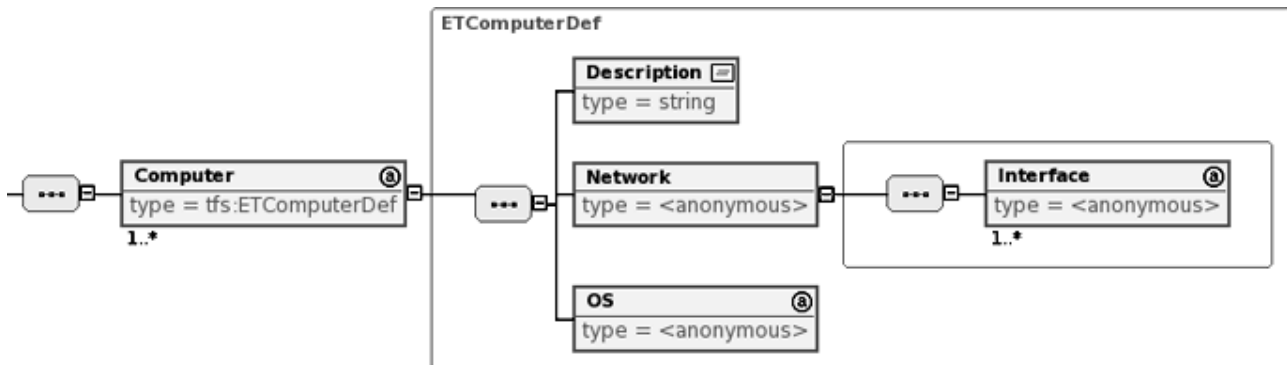 ETComputerDef
Description
type = string
Computer a
type = tfs:ETComputerDef
1..*
Network
type = <anonymous>
Interface a
type = <anonymous>
1..*
OS a
type = <anonymous>